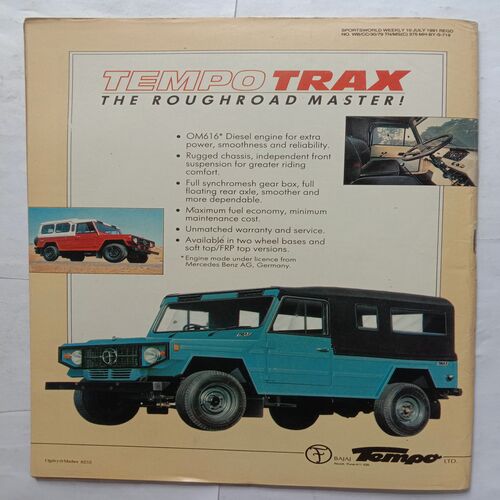 SPORTSWORLD WEEKLY 10 JULY 1991 REGD
NO. WB/CC/30/79 TN/MS(C) 375 MH-BY-S-719
TEMPO TRAX
THE ROUGHROAD MASTER!
• OM616* Diesel engine for extra
power, smoothness and reliability.
• Rugged chassis, independent front
suspension for greater riding
comfort.
• Full synchromesh gear box, full
floating rear axle, smoother and
more dependable.
• Maximum fuel economy, minimum
maintenance cost.
• Unmatched warranty and service.
• Available in two wheel bases and
soft top/FRP top versions.
* Engine made under licence from
Mercedes Benz AG, Germany.
TRAX
BAJAJ Tempo LTD.